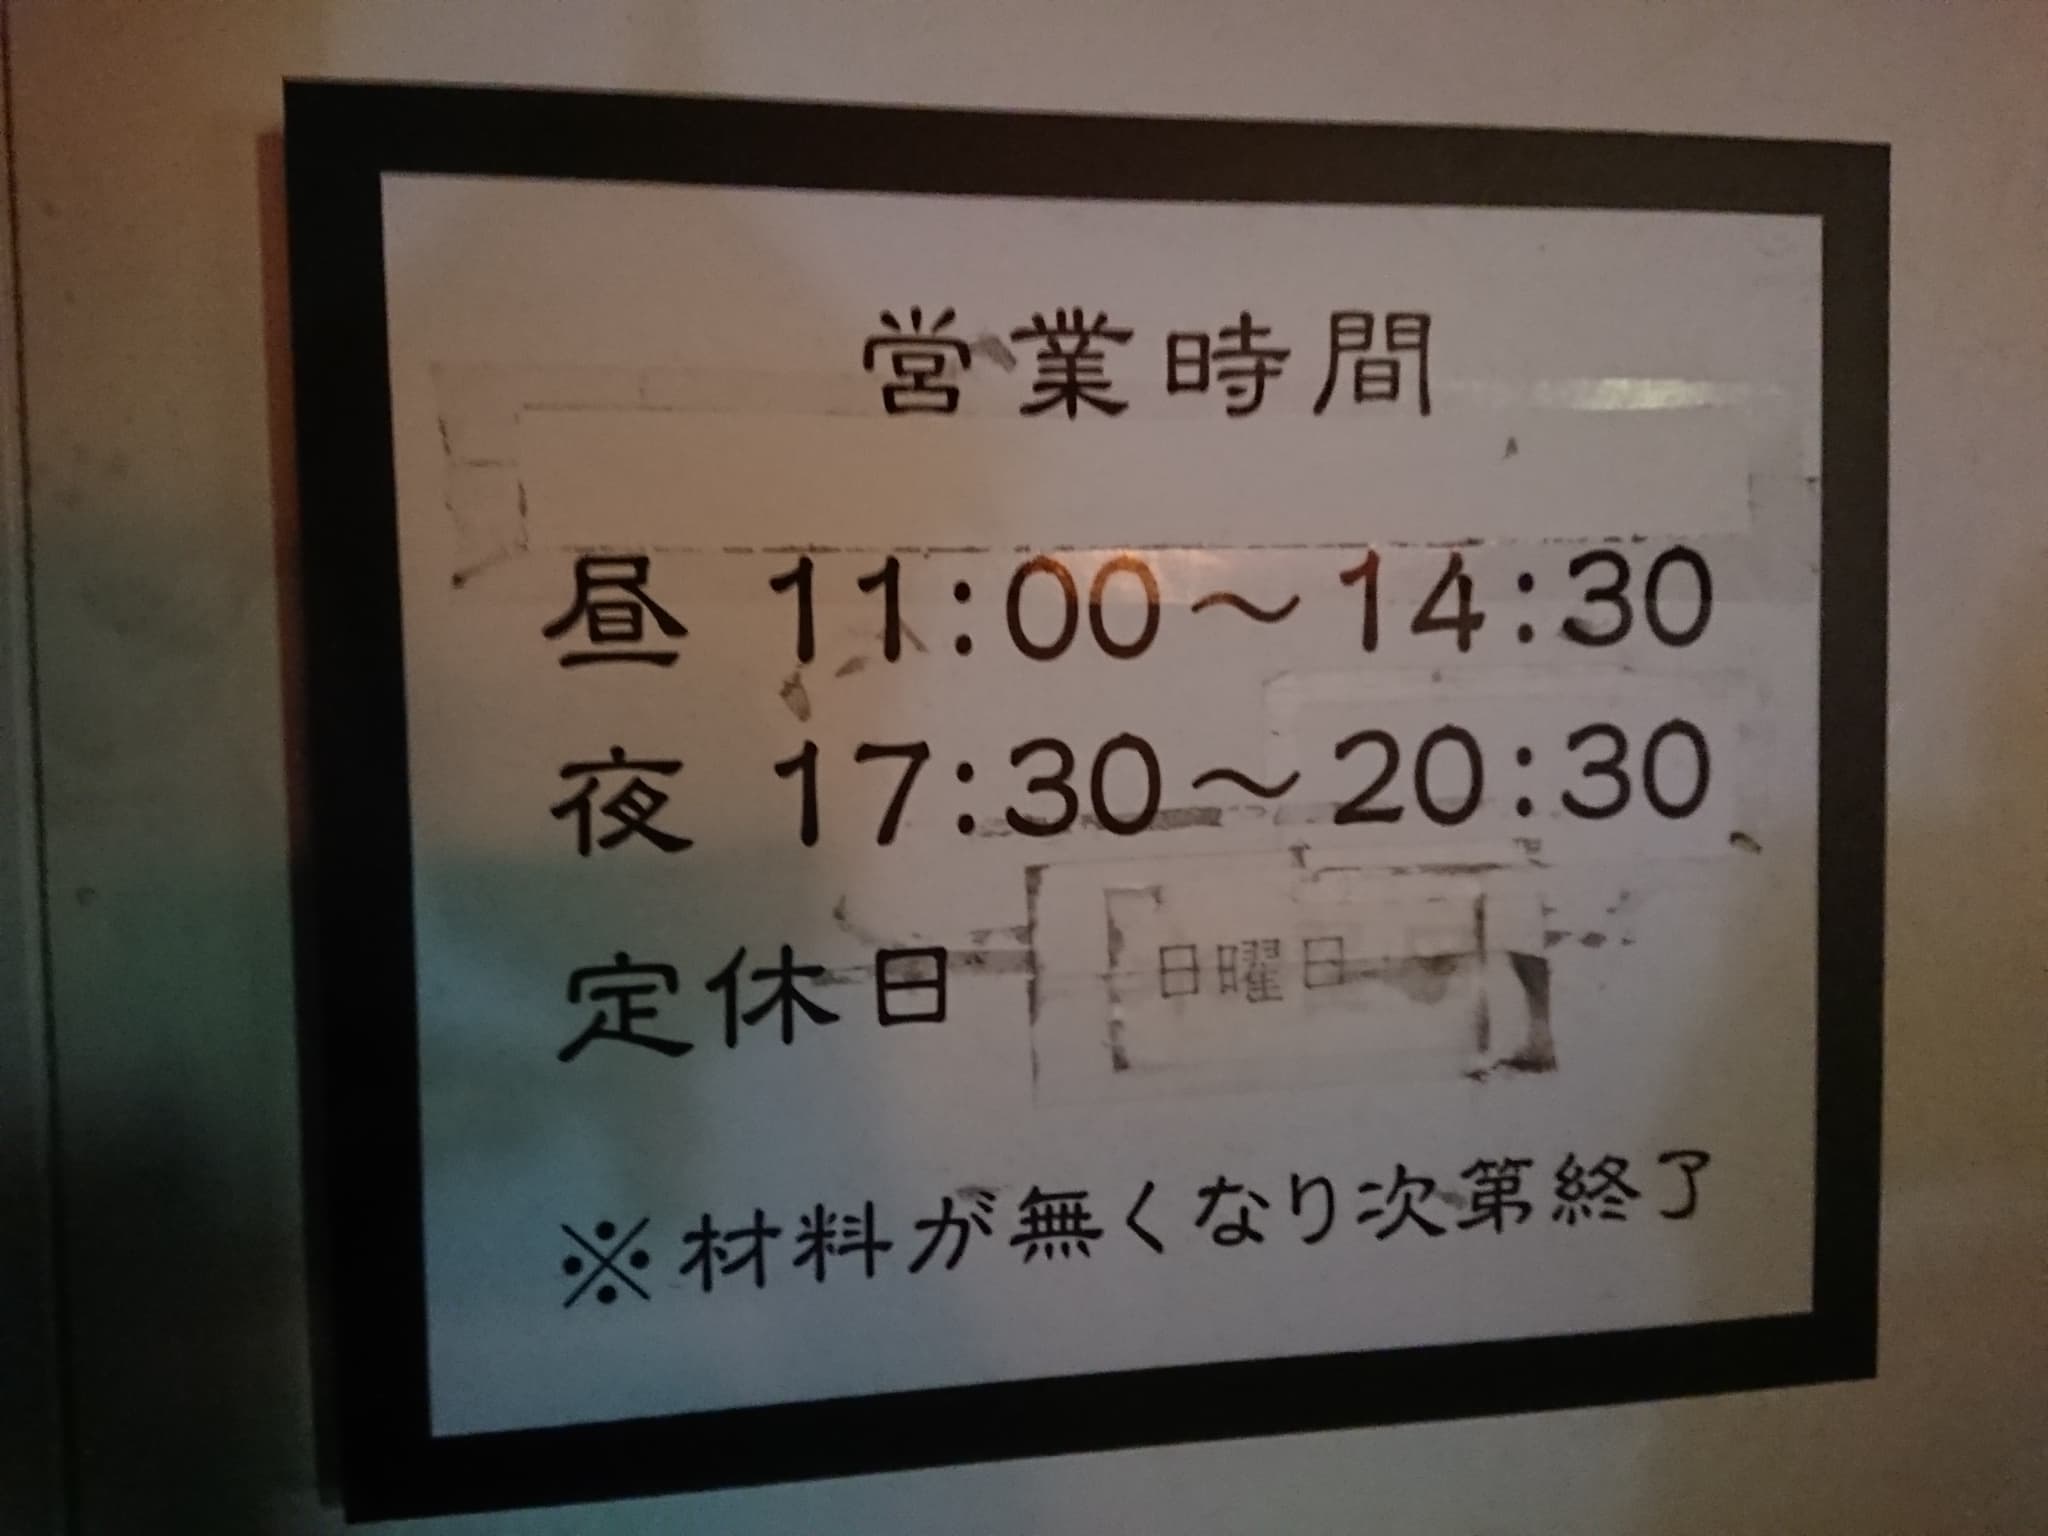 営業時間
昼 11:00～14:30
夜 17:30～20:30
定休日 日曜日
※材料が無くなり次第終了